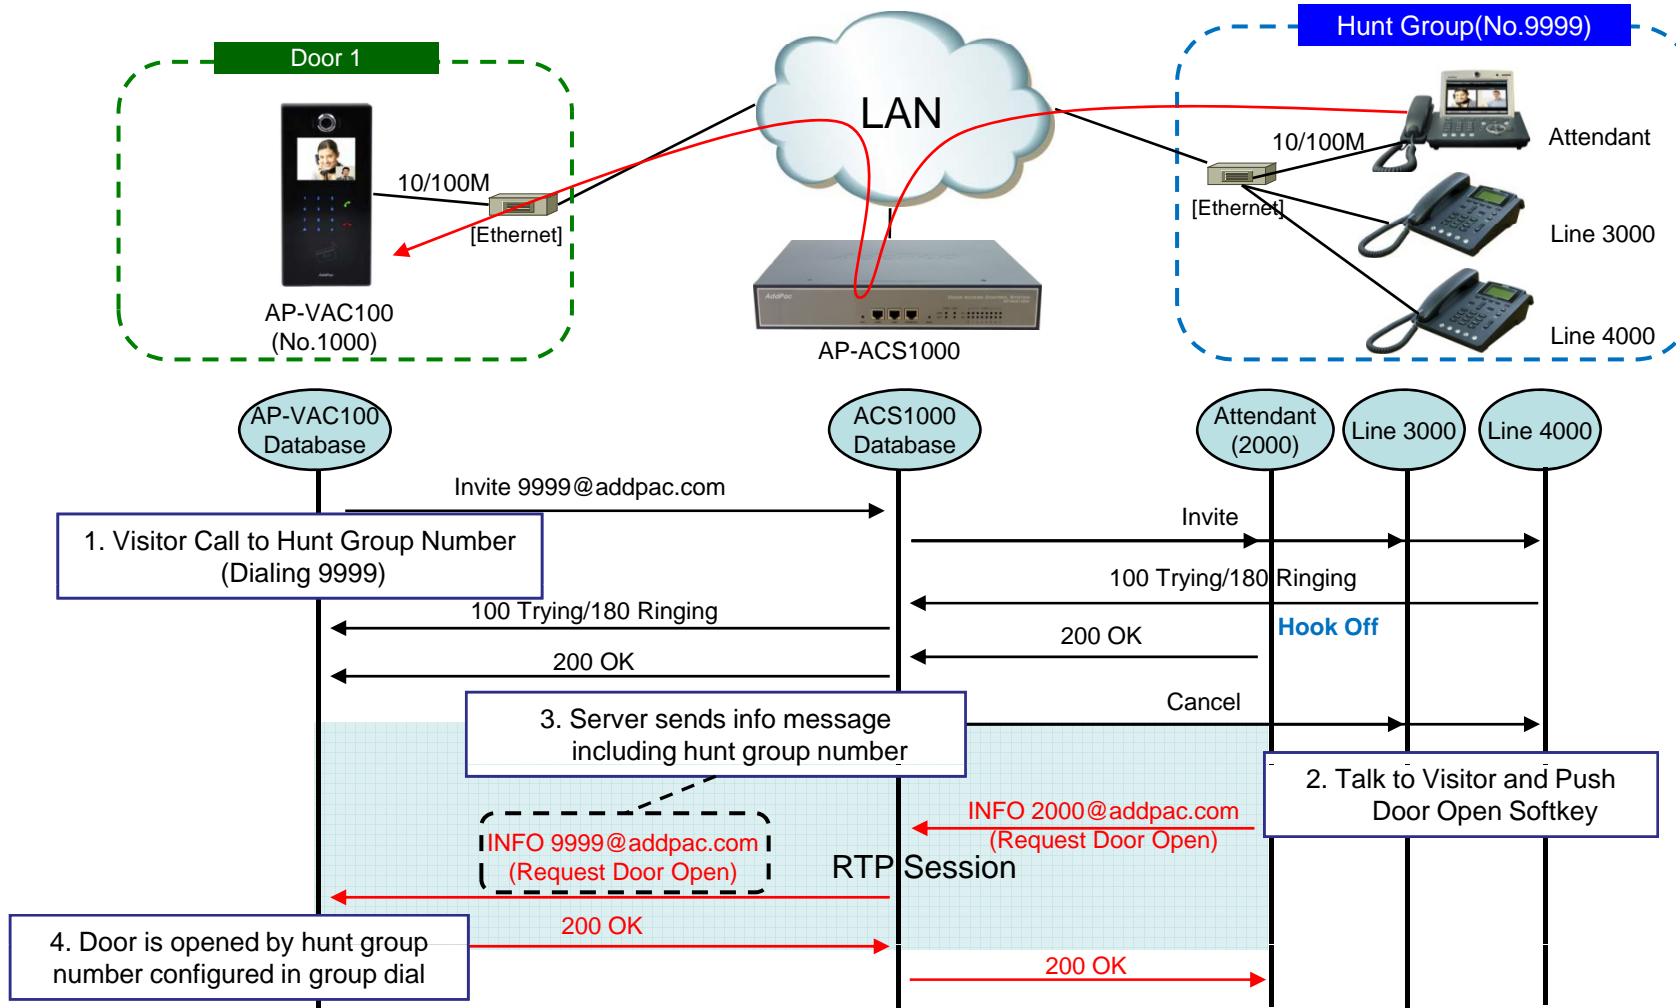 Door 1
LAN
Hunt Group(No.9999)
10/100M
[Ethernet]
AddPac
AP-VAC100
(No.1000)
AddPac
AP-ACS1000
10/100M
[Ethernet]
Attendant
Line 3000
Line 4000
AP-VAC100
Database
ACS1000
Database
Attendant
(2000)
Line 3000
Line 4000
Invite 9999@addpac.com
1. Visitor Call to Hunt Group Number
(Dialing 9999)
Invite
100 Trying/180 Ringing
100 Trying/180 Ringing
Hook Off
200 OK
200 OK
Cancel
3. Server sends info message
including hunt group number
2. Talk to Visitor and Push
Door Open Softkey
INFO 2000@addpac.com
(Request Door Open)
INFO 9999@addpac.com
(Request Door Open)
RTP Session
200 OK
4. Door is opened by hunt group
number configured in group dial
200 OK